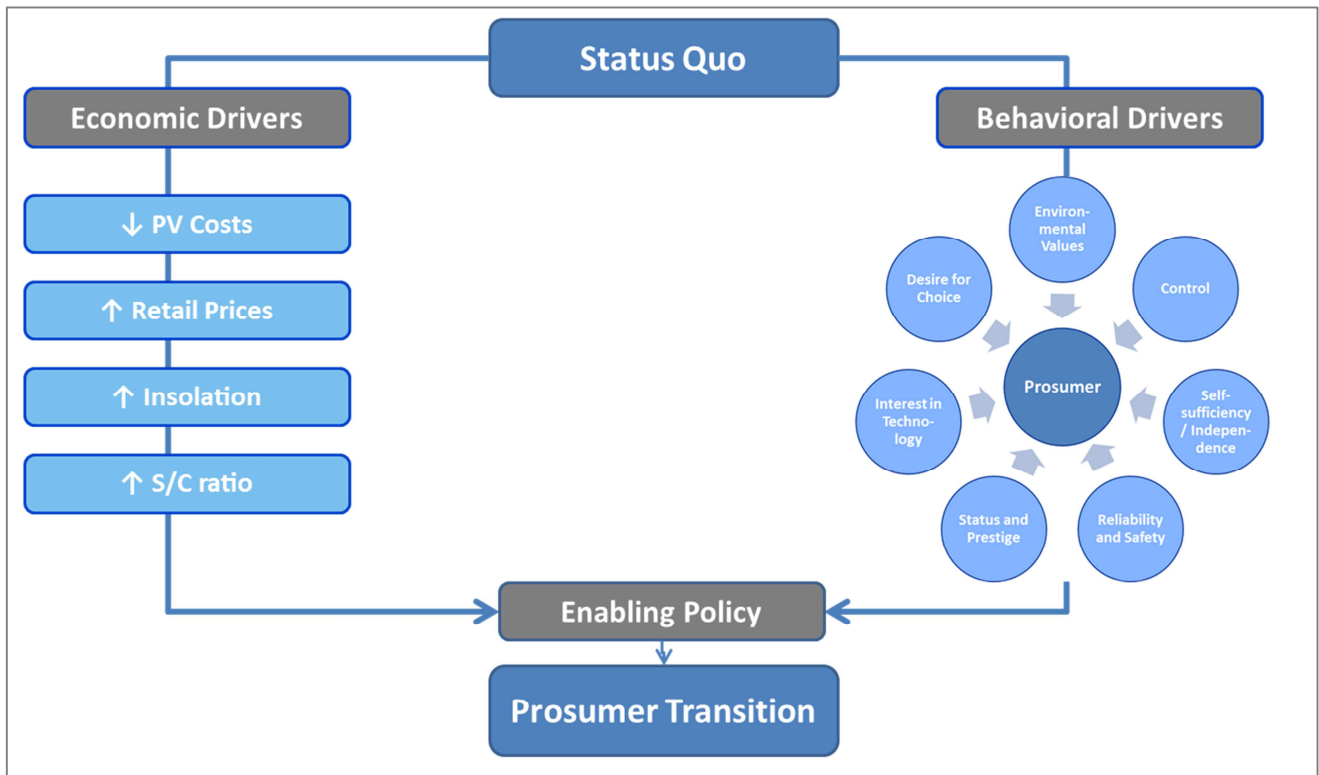 Status Quo
Economic Drivers
↓ PV Costs
↑ Retail Prices
↑ Insolation
↑ S/C ratio
Behavioral Drivers
Environ-
mental
Values
Control
Self-
sufficiency
/ Indepen-
dence
Reliability
and Safety
Status and
Prestige
Interest in
Techno-
logy
Desire for
Choice
Prosumer
Enabling Policy
Prosumer Transition